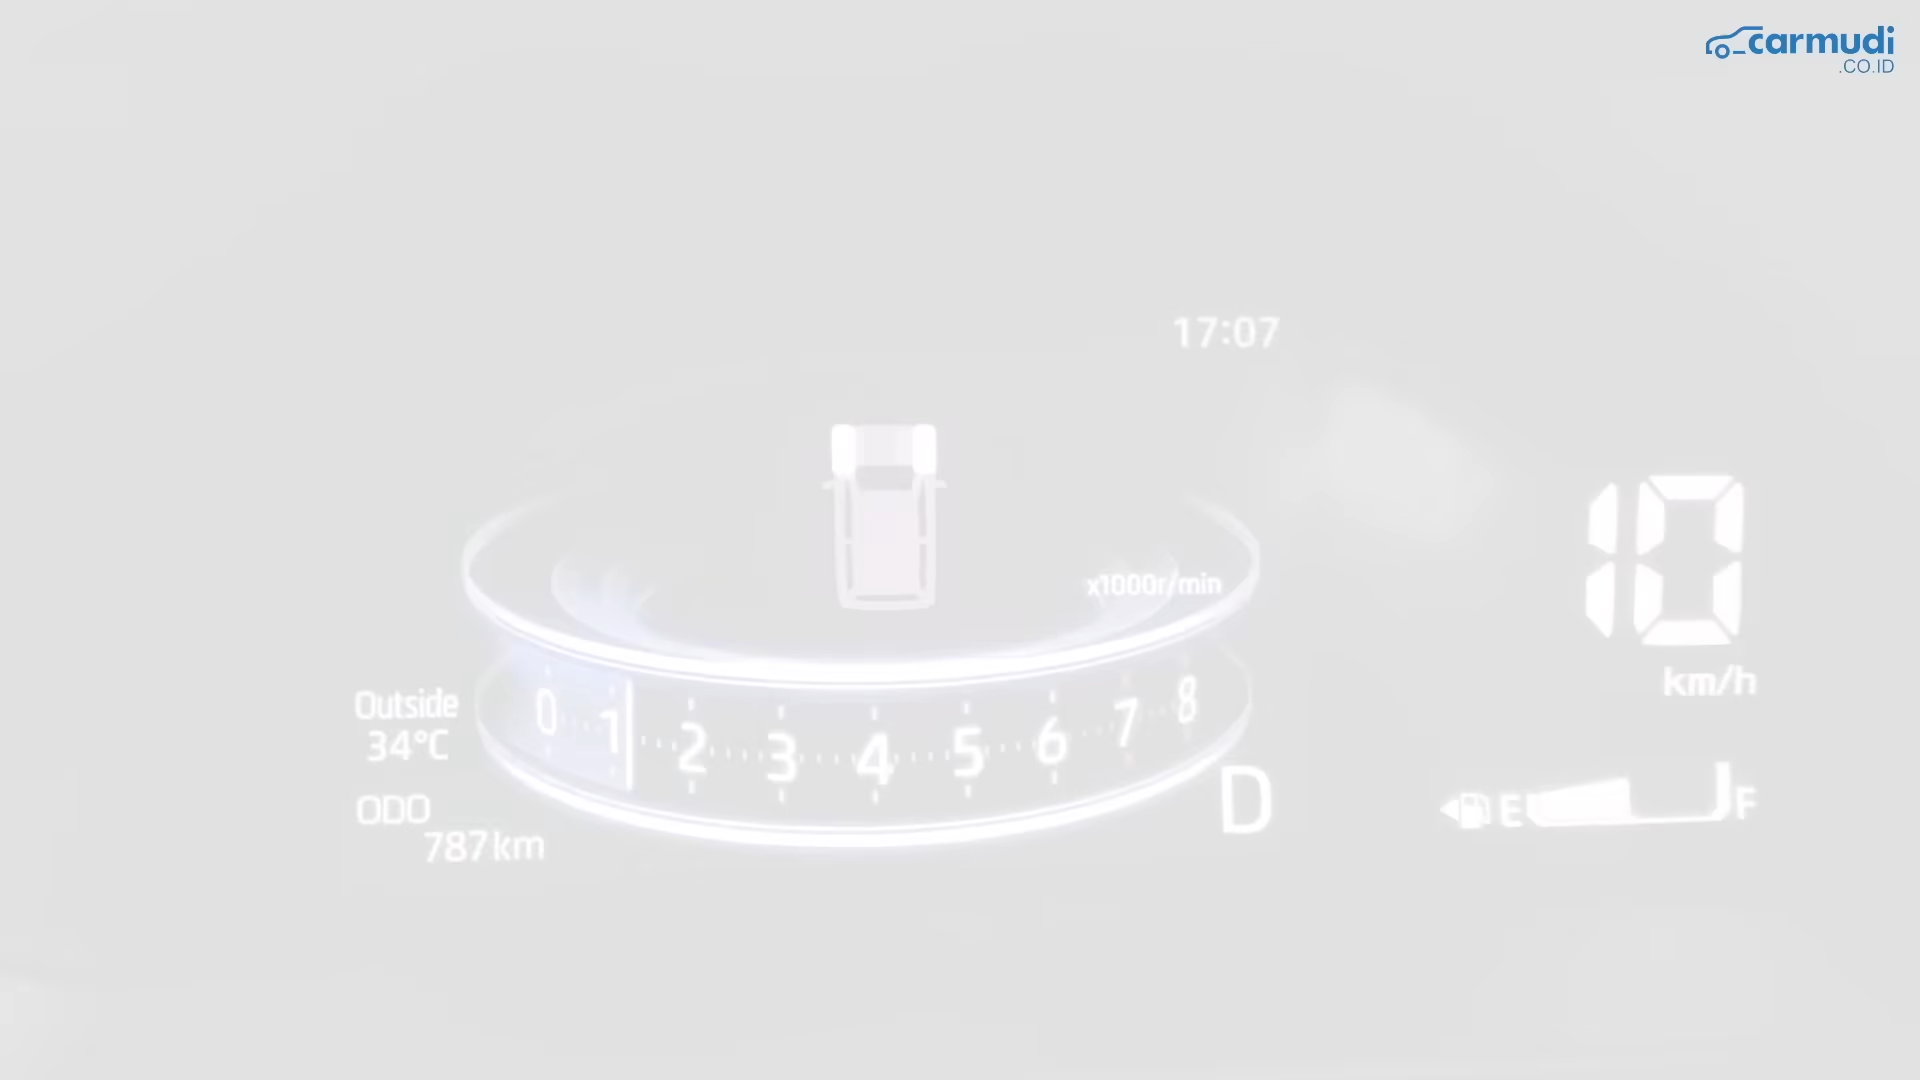 carmudi
.CO.ID
17:07
10
km/h
x1000r/min
0 1 2 3 4 5 6 7 8
Outside
34°C
ODO
787km
D
E F